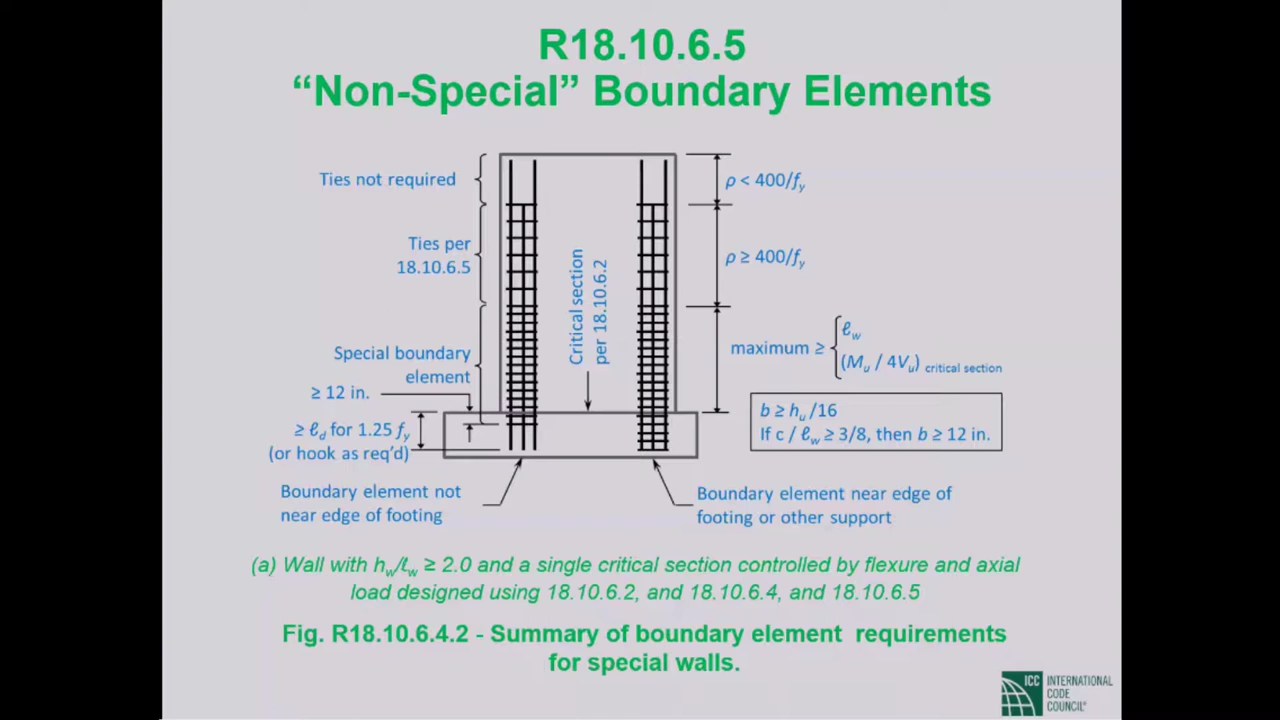 R18.10.6.5
“Non-Special” Boundary Elements
Ties not required
ρ < 400/fy
Ties per
18.10.6.5
ρ ≥ 400/fy
Critical section
per 18.10.6.2
Special boundary
element
maximum ≥
ℓw
(Mu / 4Vu) critical section
≥ 12 in.
≥ ℓd for 1.25 fy
(or hook as req’d)
b ≥ hu /16
If c / ℓw ≥ 3/8, then b ≥ 12 in.
Boundary element not
near edge of footing
Boundary element near edge of
footing or other support
(a) Wall with hw/ℓw ≥ 2.0 and a single critical section controlled by flexure and axial
load designed using 18.10.6.2, and 18.10.6.4, and 18.10.6.5
Fig. R18.10.6.4.2 - Summary of boundary element requirements
for special walls.
ICC
INTERNATIONAL
CODE
COUNCIL®